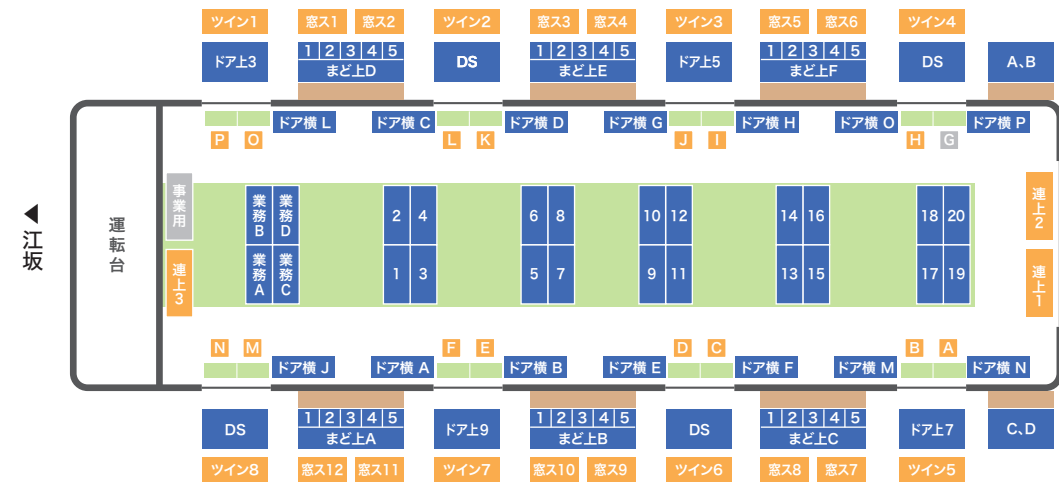 ツイン1 窓ス1 窓ス2 ツイン2 窓ス3 窓ス4 ツイン3 窓ス5 窓ス6 ツイン4
ドア上3 1 2 3 4 5 DS 1 2 3 4 5 ドア上5 1 2 3 4 5 DS A、B
まど上D まど上E まど上F
ドア横 L ドア横 C ドア横 D ドア横 G ドア横 H ドア横 O ドア横 P
P O L K J I H G
事業用 業務B 業務D 2 4 6 8 10 12 14 16 18 20 連上2
江坂 運転台
連上3 業務A 業務C 1 3 5 7 9 11 13 15 17 19 連上1
N M F E D C B A
ドア横 J ドア横 A ドア横 B ドア横 E ドア横 F ドア横 M ドア横 N
DS 1 2 3 4 5 ドア上9 1 2 3 4 5 DS 1 2 3 4 5 ドア上7 C、D
まど上A まど上B まど上C
ツイン8 窓ス12 窓ス11 ツイン7 窓ス10 窓ス9 ツイン6 窓ス8 窓ス7 ツイン5